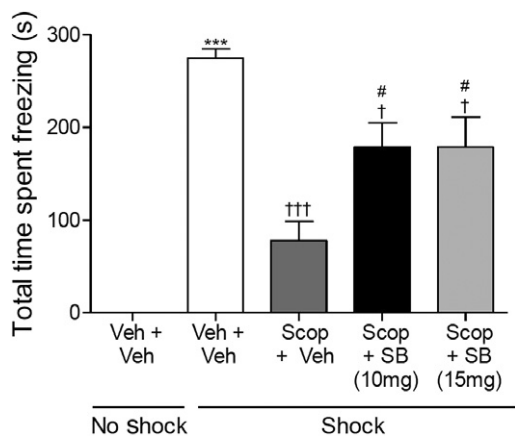 Total time spent freezing (s)
300
200
100
0
***
†††
#
†
#
†
Veh +
Veh
Veh +
Veh
Scop
+ Veh
Scop
+ SB
(10mg)
Scop
+ SB
(15mg)
No shock
Shock